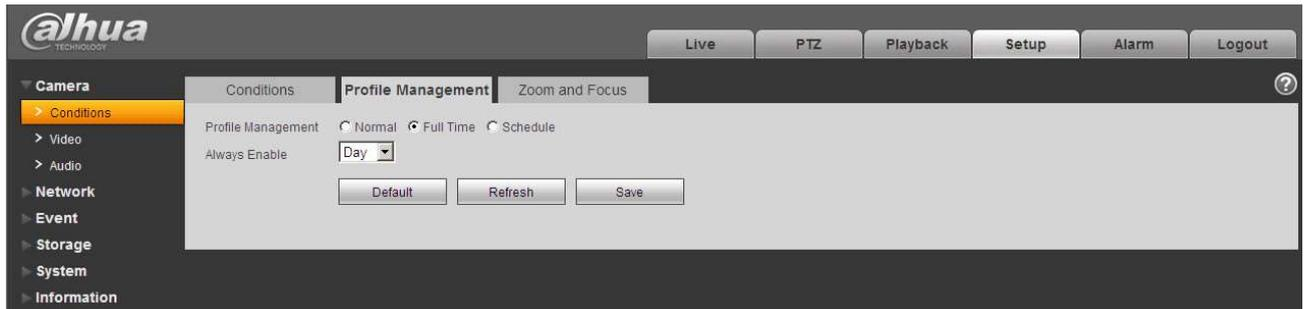 alhua
TECHNOLOGY
Live PTZ Playback Setup Alarm Logout
Camera
> Conditions
> Video
> Audio
Network
Event
Storage
System
Information
Conditions Profile Management Zoom and Focus
?
Profile Management Normal Full Time Schedule
Always Enable Day
Default Refresh Save